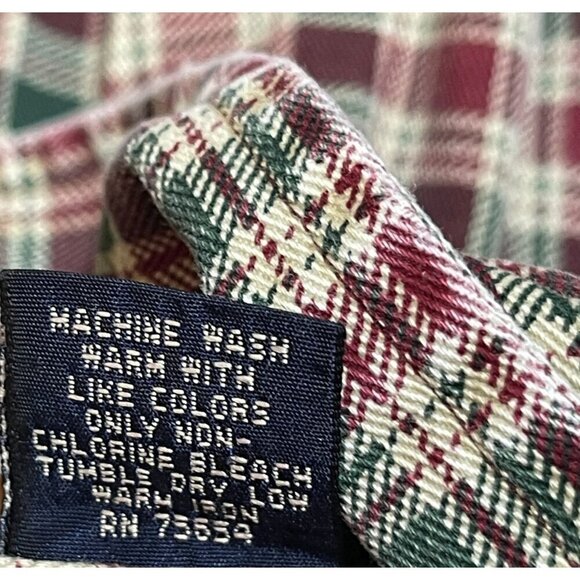 MACHINE WASH
WARM WITH
LIKE COLORS
ONLY NON-
CHLORINE BLEACH
TUMBLE DRY LOW
WARM IRON
RN 73654